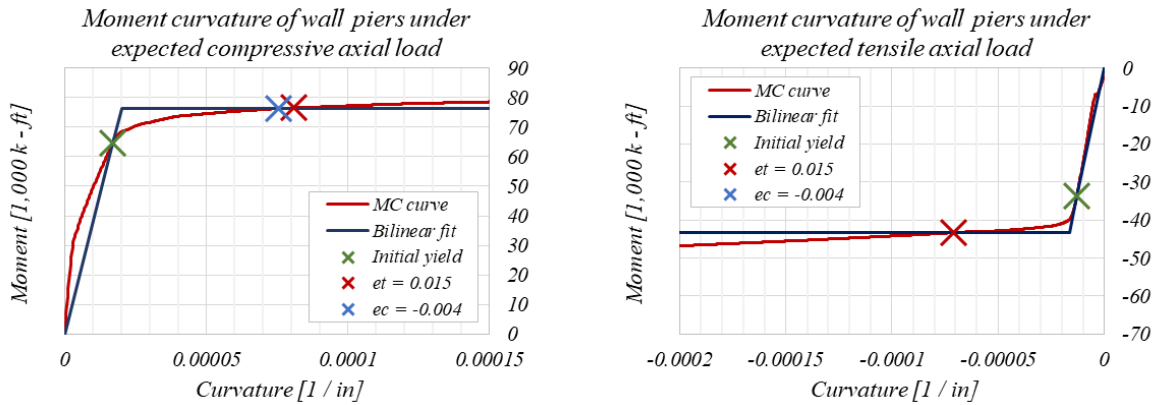 Moment curvature of wall piers under
expected compressive axial load
Moment [1,000 k - ft]
90
80
70
60
50
40
30
20
10
0
MC curve
Bilinear fit
Initial yield
et = 0.015
ec = -0.004
0
0.00005
0.0001
0.00015
Curvature [1 / in]
Moment curvature of wall piers under
expected tensile axial load
Moment [1,000 k - ft]
0
-10
-20
-30
-40
-50
-60
-70
MC curve
Bilinear fit
Initial yield
et = 0.015
ec = -0.004
-0.0002
-0.00015
-0.0001
-0.00005
0
Curvature [1 / in]